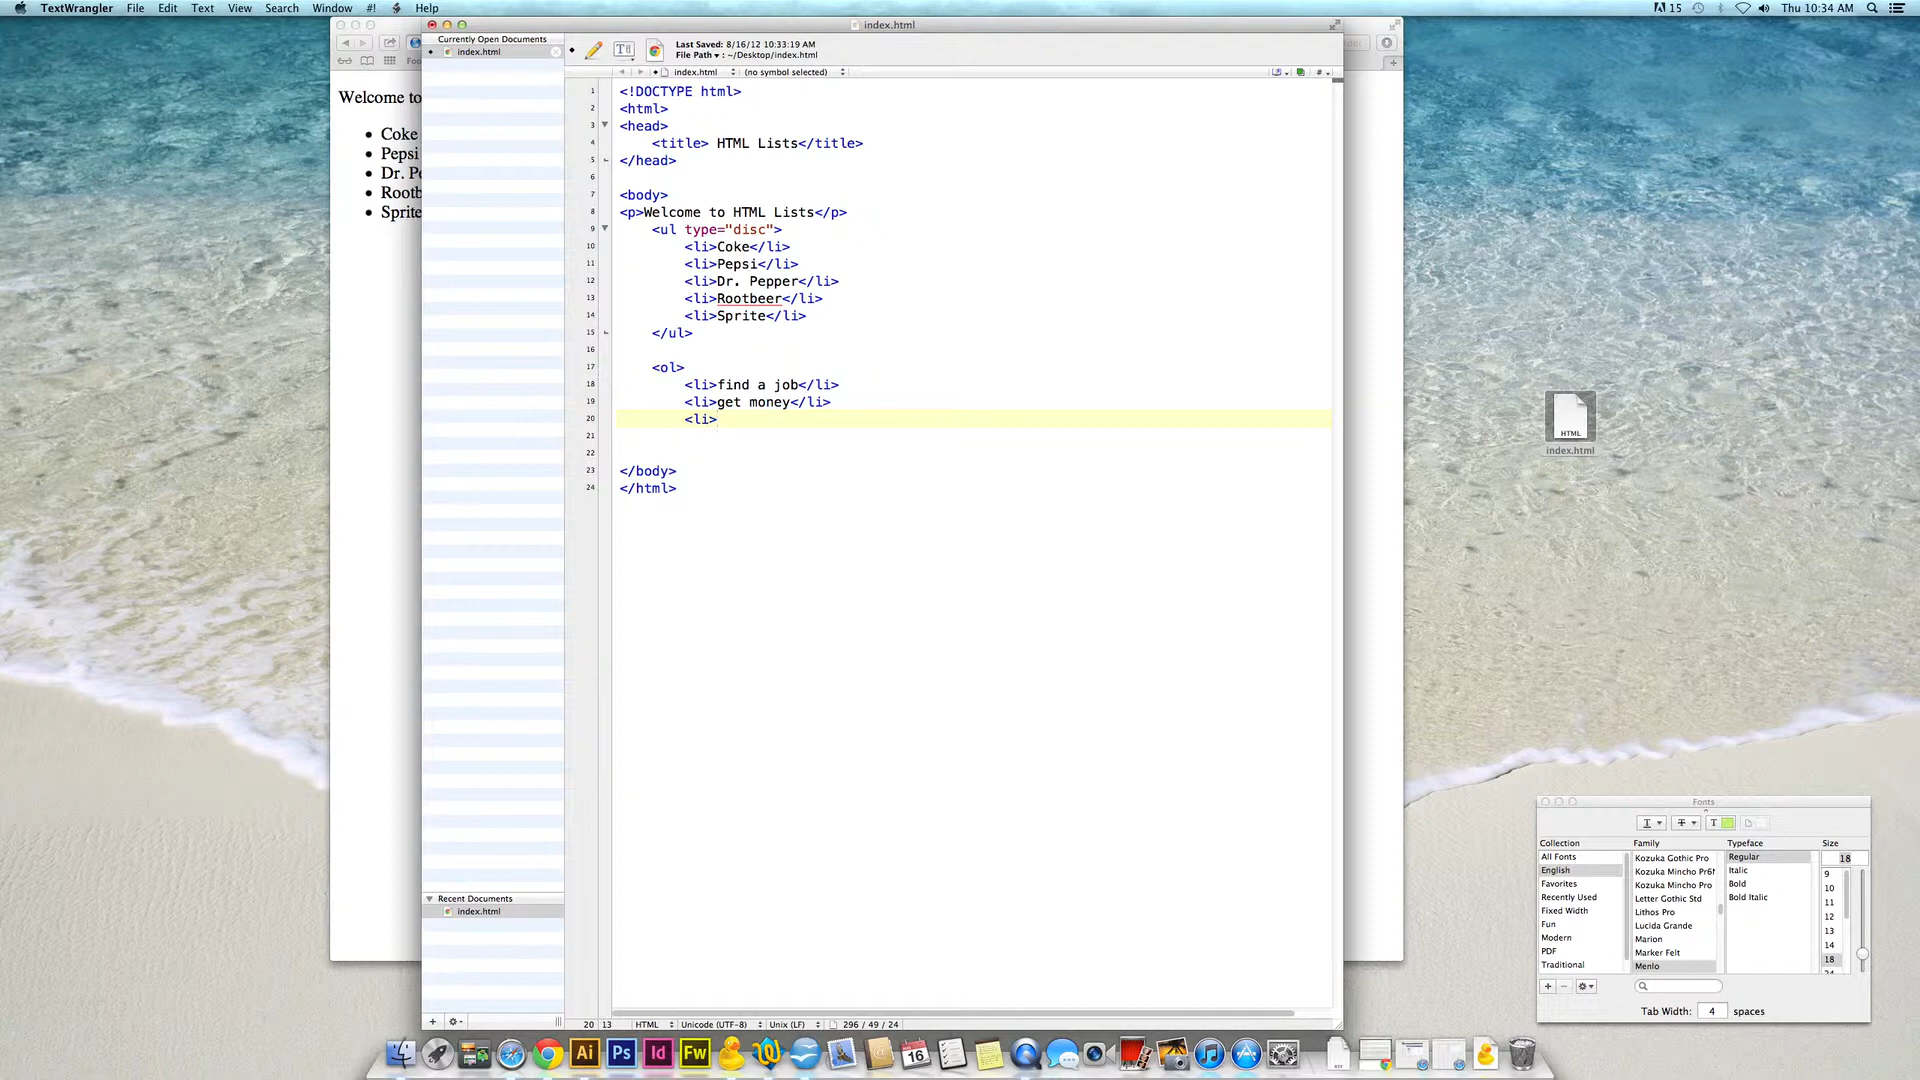 TextWrangler File Edit Text View Search Window #! Help
15 Thu 10:34 AM
index.html
Currently Open Documents
index.html
Last Saved: 8/16/12 10:33:19 AM
File Path ▾ : ~/Desktop/index.html
index.html (no symbol selected)
Welcome to
• Coke
• Pepsi
• Dr. Pe
• Rootb
• Sprite
1 <!DOCTYPE html>
2 <html>
3 <head>
4 <title> HTML Lists</title>
5 </head>
6
7 <body>
8 <p>Welcome to HTML Lists</p>
9 <ul type="disc">
10 <li>Coke</li>
11 <li>Pepsi</li>
12 <li>Dr. Pepper</li>
13 <li>Rootbeer</li>
14 <li>Sprite</li>
15 </ul>
16
17 <ol>
18 <li>find a job</li>
19 <li>get money</li>
20 <li>
21
22
23 </body>
24 </html>
HTML
index.html
Recent Documents
index.html
20 13 HTML Unicode (UTF-8) Unix (LF) 296 / 49 / 24
Fonts
Collection Family Typeface Size
All Fonts Kozuka Gothic Pro Regular 18
English Kozuka Mincho Pr6N Italic 9
Favorites Kozuka Mincho Pro Bold 10
Recently Used Letter Gothic Std Bold Italic 11
Fixed Width Lithos Pro 12
Fun Lucida Grande 13
Modern Marion 14
PDF Marker Felt 18
Traditional Menlo
Tab Width: 4 spaces
Ai Ps Id Fw 16